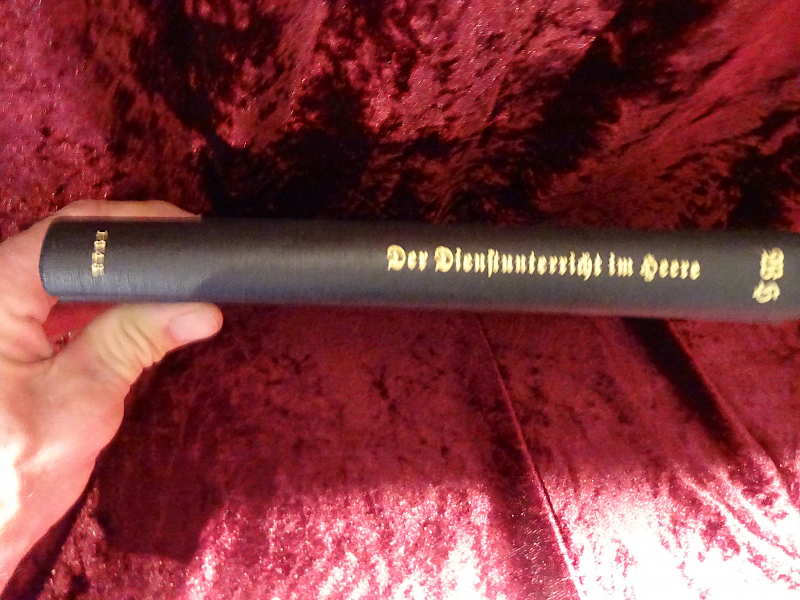 Der Dienstunterricht im Heere